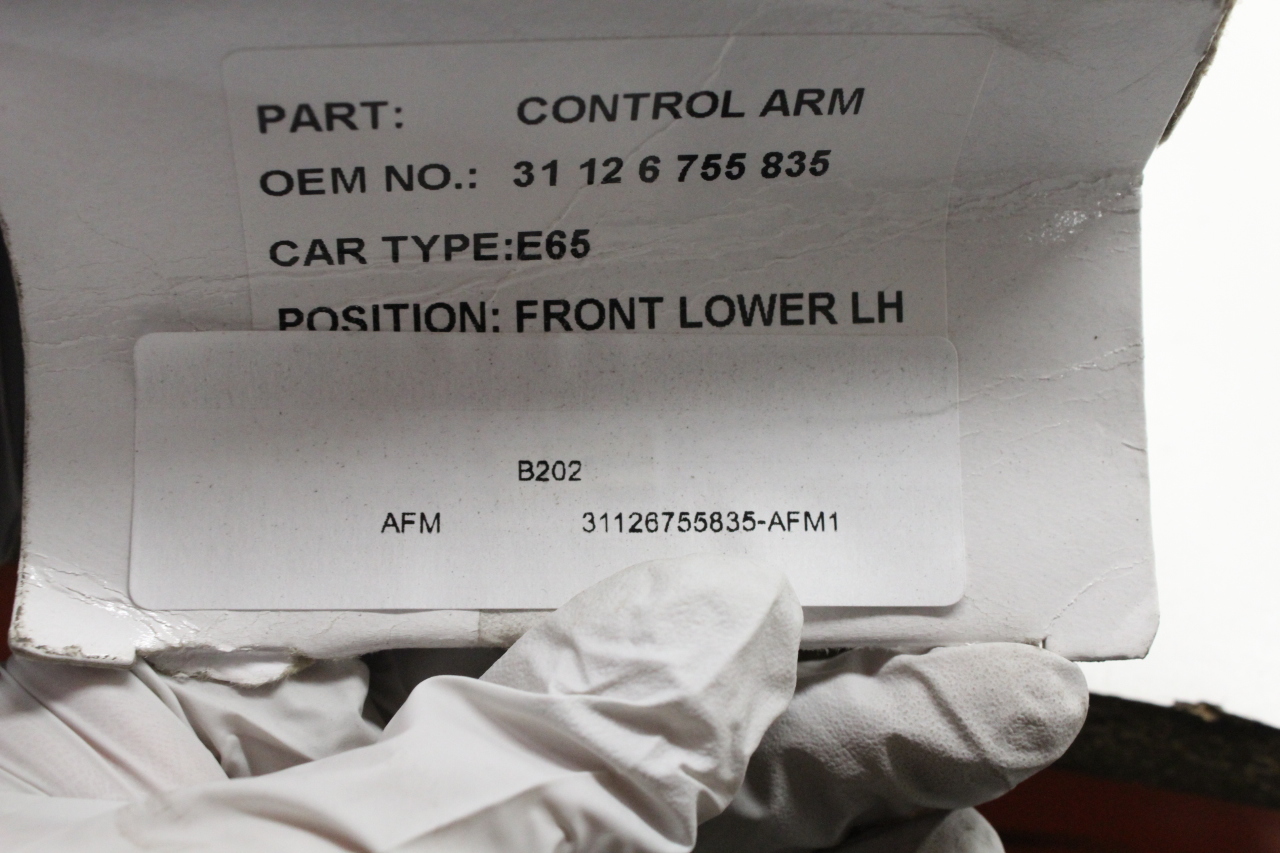 PART: CONTROL ARM
OEM NO.: 31 12 6 755 835
CAR TYPE:E65
POSITION: FRONT LOWER LH
B202
AFM 31126755835-AFM1